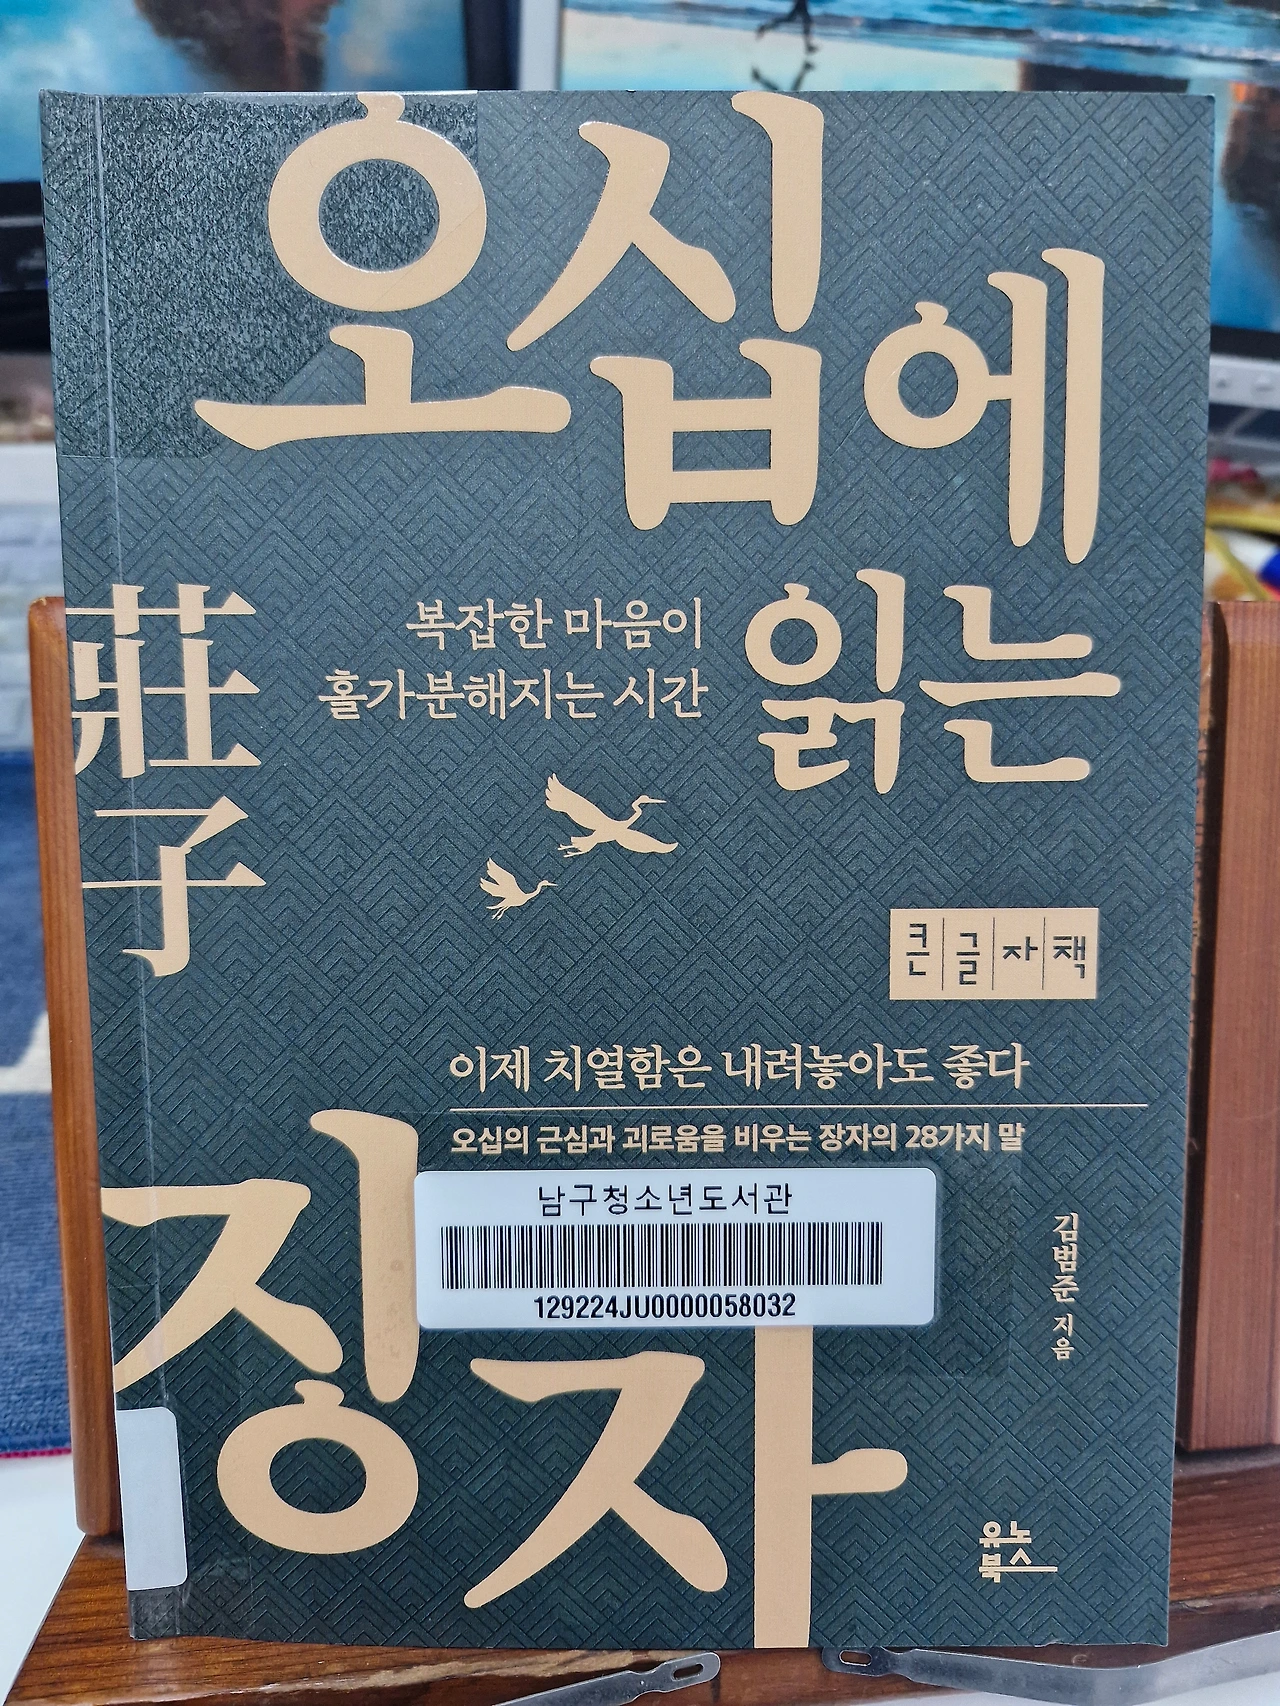 오십에
읽는
장자
莊子
복잡한 마음이
홀가분해지는 시간
큰글자책
이제 치열함은 내려놓아도 좋다
오십의 근심과 괴로움을 비우는 장자의 28가지 말
남구청소년도서관
129224JU0000058032
김범준 지음
유노
북스